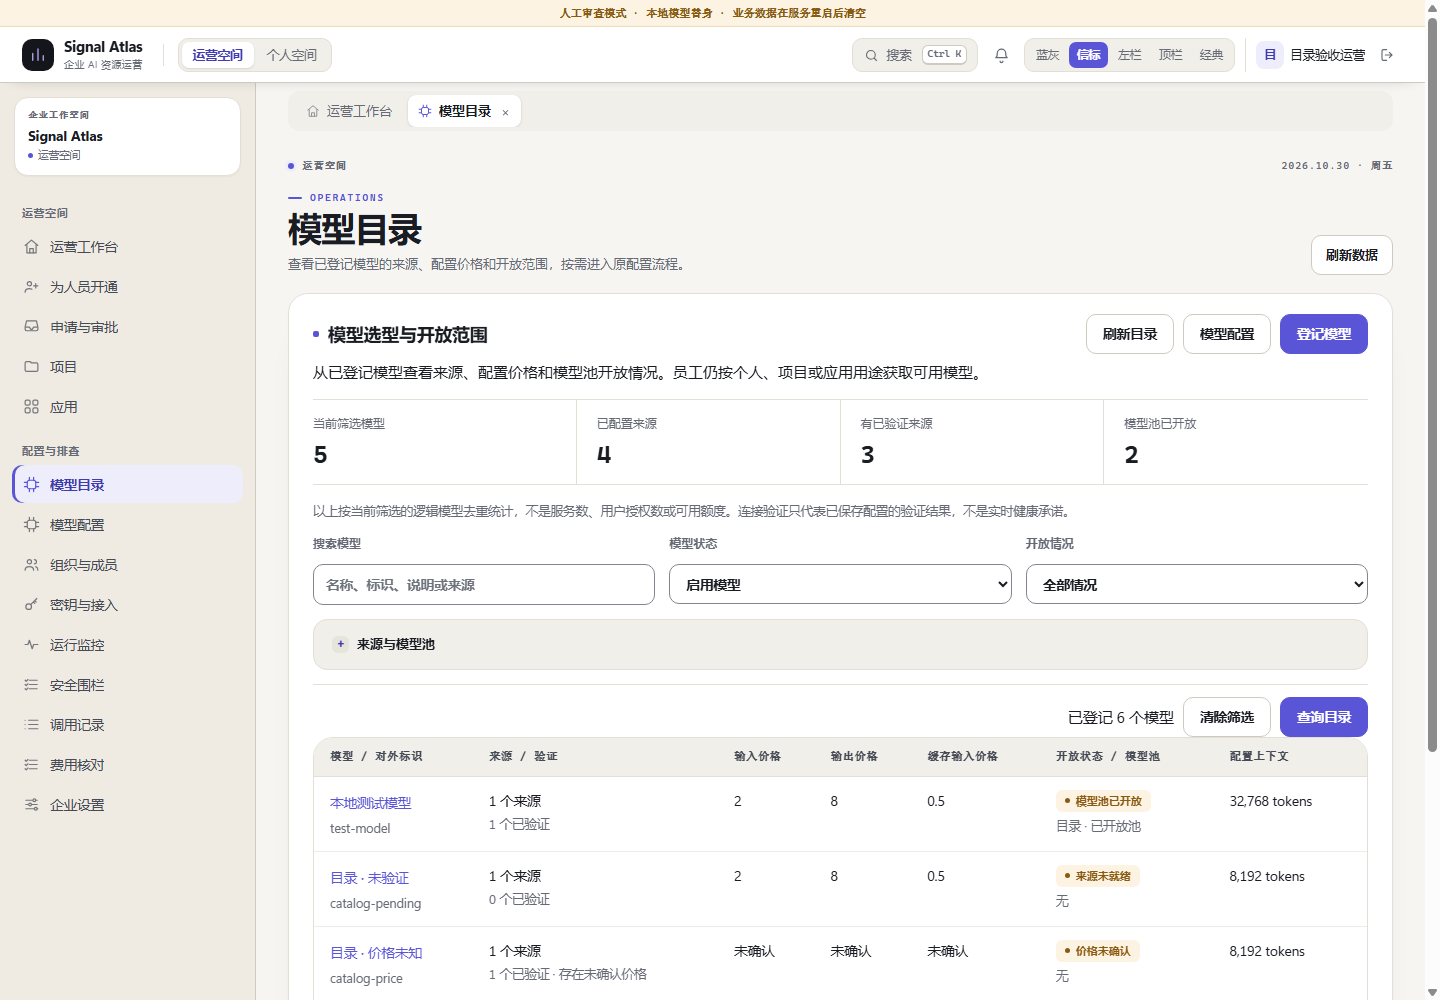 人工审查模式 · 本地模型替身 · 业务数据在服务重启后清空
Signal Atlas
企业 AI 资源运营
运营空间 个人空间
搜索 Ctrl K
蓝灰 信标 左栏 顶栏 经典
目 目录验收运营
企业工作空间
Signal Atlas
运营空间
运营空间
运营工作台
为人员开通
申请与审批
项目
应用
配置与排查
模型目录
模型配置
组织与成员
密钥与接入
运行监控
安全围栏
调用记录
费用核对
企业设置
运营工作台 模型目录 ×
运营空间
2026.10.30 · 周五
OPERATIONS
模型目录
查看已登记模型的来源、配置价格和开放范围，按需进入原配置流程。
刷新数据
模型选型与开放范围
刷新目录 模型配置 登记模型
从已登记模型查看来源、配置价格和模型池开放情况。员工仍按个人、项目或应用用途获取可用模型。
当前筛选模型 已配置来源 有已验证来源 模型池已开放
5 4 3 2
以上按当前筛选的逻辑模型去重统计，不是服务数、用户授权数或可用额度。连接验证只代表已保存配置的验证结果，不是实时健康承诺。
搜索模型 模型状态 开放情况
名称、标识、说明或来源 启用模型 全部情况
+ 来源与模型池
已登记 6 个模型 清除筛选 查询目录
模型 / 对外标识 来源 / 验证 输入价格 输出价格 缓存输入价格 开放状态 / 模型池 配置上下文
本地测试模型 1 个来源 2 8 0.5 模型池已开放 32,768 tokens
test-model 1 个已验证 目录 · 已开放池
目录 · 未验证 1 个来源 2 8 0.5 来源未就绪 8,192 tokens
catalog-pending 0 个已验证 无
目录 · 价格未知 1 个来源 未确认 未确认 未确认 价格未确认 8,192 tokens
catalog-price 1 个已验证 · 存在未确认价格 无